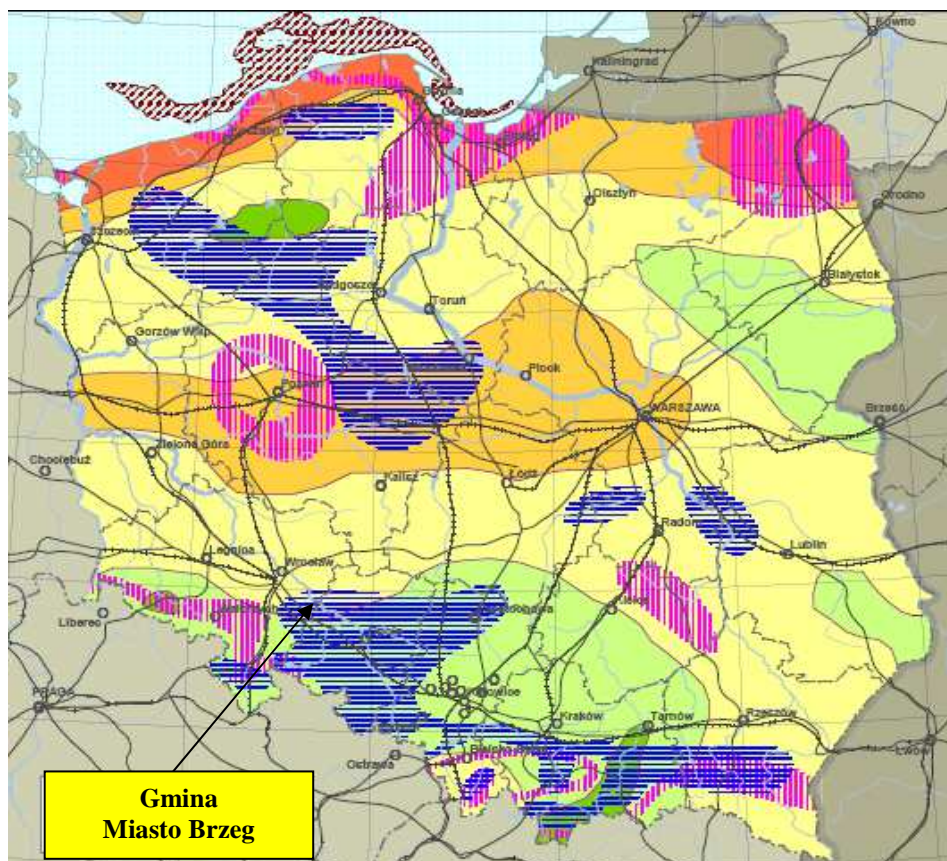 Kowno
Kaliningrad
Olsztyn
Grodno
Białystok
Toruń
Gorzów Wlkp
Płock
WARSZAWA
Brześć
Zielona Góra
Chociebuż
Kalisz
Łódź
Radom
Lublin
Legnica
Wrocław
Liberec
Kielce
PRAGA
Kraków
Tarnów
Rzeszów
Lwów
Ostrawa
Gmina
Miasto Brzeg